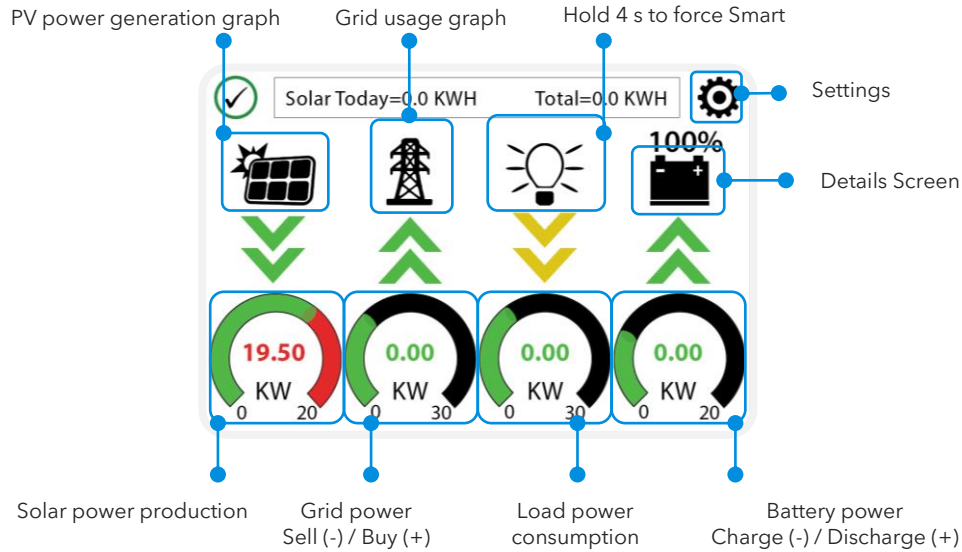 PV power generation graph
Grid usage graph
Hold 4 s to force Smart
Solar Today=0.0 KWH
Total=0.0 KWH
Settings
100%
- +
Details Screen
19.50
KW
0 20
0.00
KW
0 30
0.00
KW
0 30
0.00
KW
0 20
Solar power production
Grid power
Sell (-) / Buy (+)
Load power
consumption
Battery power
Charge (-) / Discharge (+)